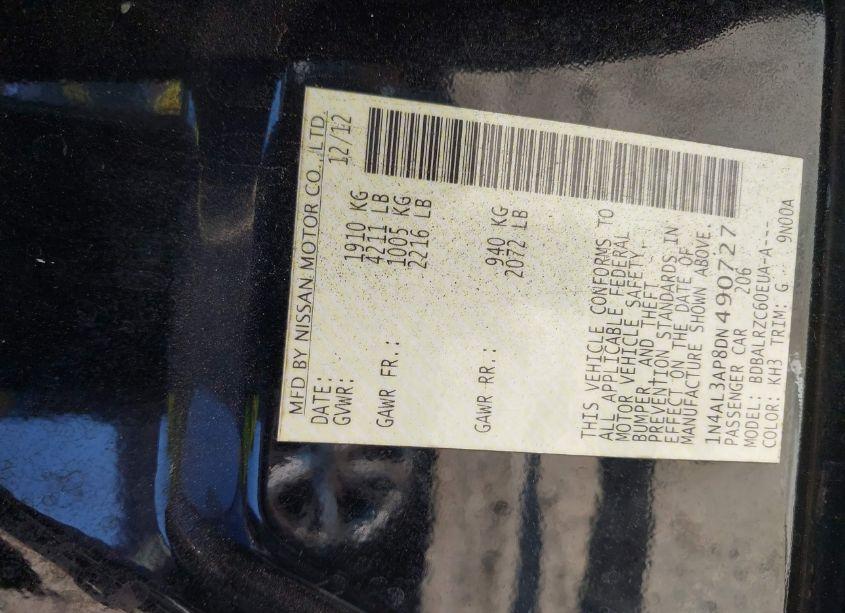 MFD BY NISSAN MOTOR CO., LTD.
DATE: 12/12
GVWR: 1910 KG
4211 LB
GAWR FR.: 1005 KG
2216 LB
GAWR RR.: 940 KG
2072 LB
THIS VEHICLE CONFORMS TO
ALL APPLICABLE FEDERAL
MOTOR VEHICLE SAFETY,
BUMPER, AND THEFT
PREVENTION STANDARDS IN
EFFECT ON THE DATE OF
MANUFACTURE SHOWN ABOVE.
1N4AL3AP8DN490727
PASSENGER CAR 206
MODEL: BDBALRZC60EUA-A---
COLOR: KH3 TRIM: G 9N00A